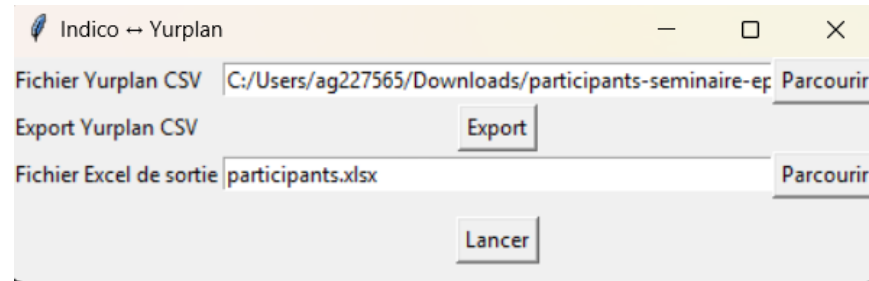 Indico ↔ Yurplan
Fichier Yurplan CSV C:/Users/ag227565/Downloads/participants-seminaire-ep Parcourir
Export Yurplan CSV Export
Fichier Excel de sortie participants.xlsx Parcourir
Lancer